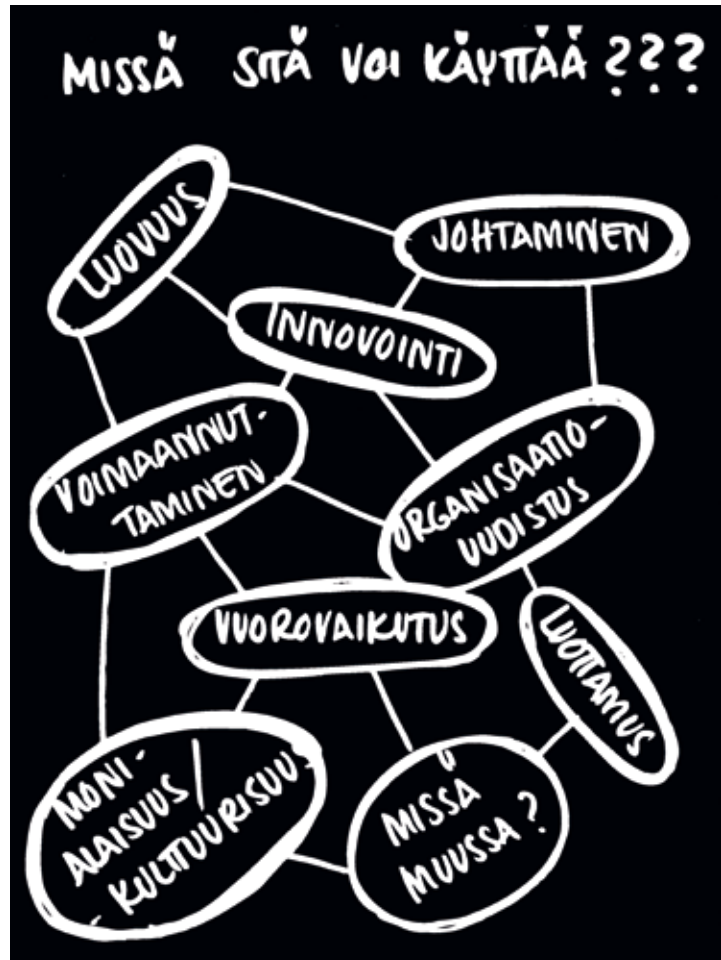 MISSÄ SITÄ VOI KÄYTTÄÄ ???
LUOVUUS
JOHTAMINEN
INNOVOINTI
VOIMAANNUT-
TAMINEN
ORGANISAATIO-
UUDISTUS
VUOROVAIKUTUS
LUOTTAMUS
MONI-
ALAISUUS/
-KULTTUURISUUS
MISSÄ
MUUSSA?